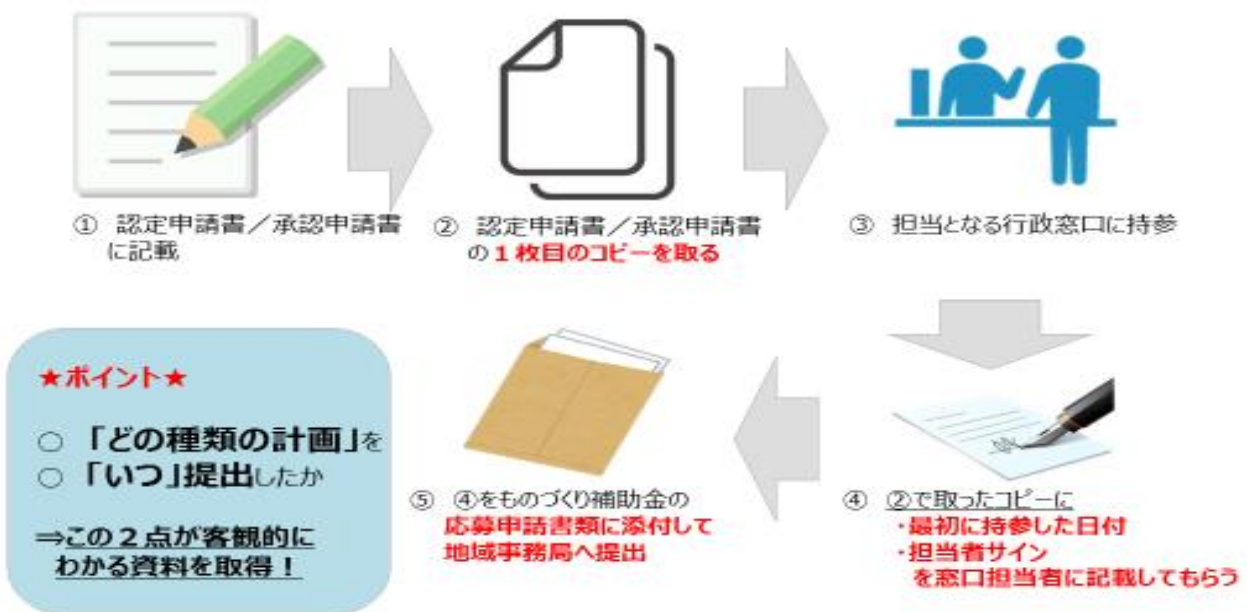 ① 認定申請書／承認申請書
に記載
② 認定申請書／承認申請書
の１枚目のコピーを取る
③ 担当となる行政窓口に持参
④ ②で取ったコピーに
・最初に持参した日付
・担当者サイン
を窓口担当者に記載してもらう
⑤ ④をものづくり補助金の
応募申請書類に添付して
地域事務局へ提出
★ポイント★
○ 「どの種類の計画」を
○ 「いつ」提出したか
⇒この２点が客観的に
わかる資料を取得！